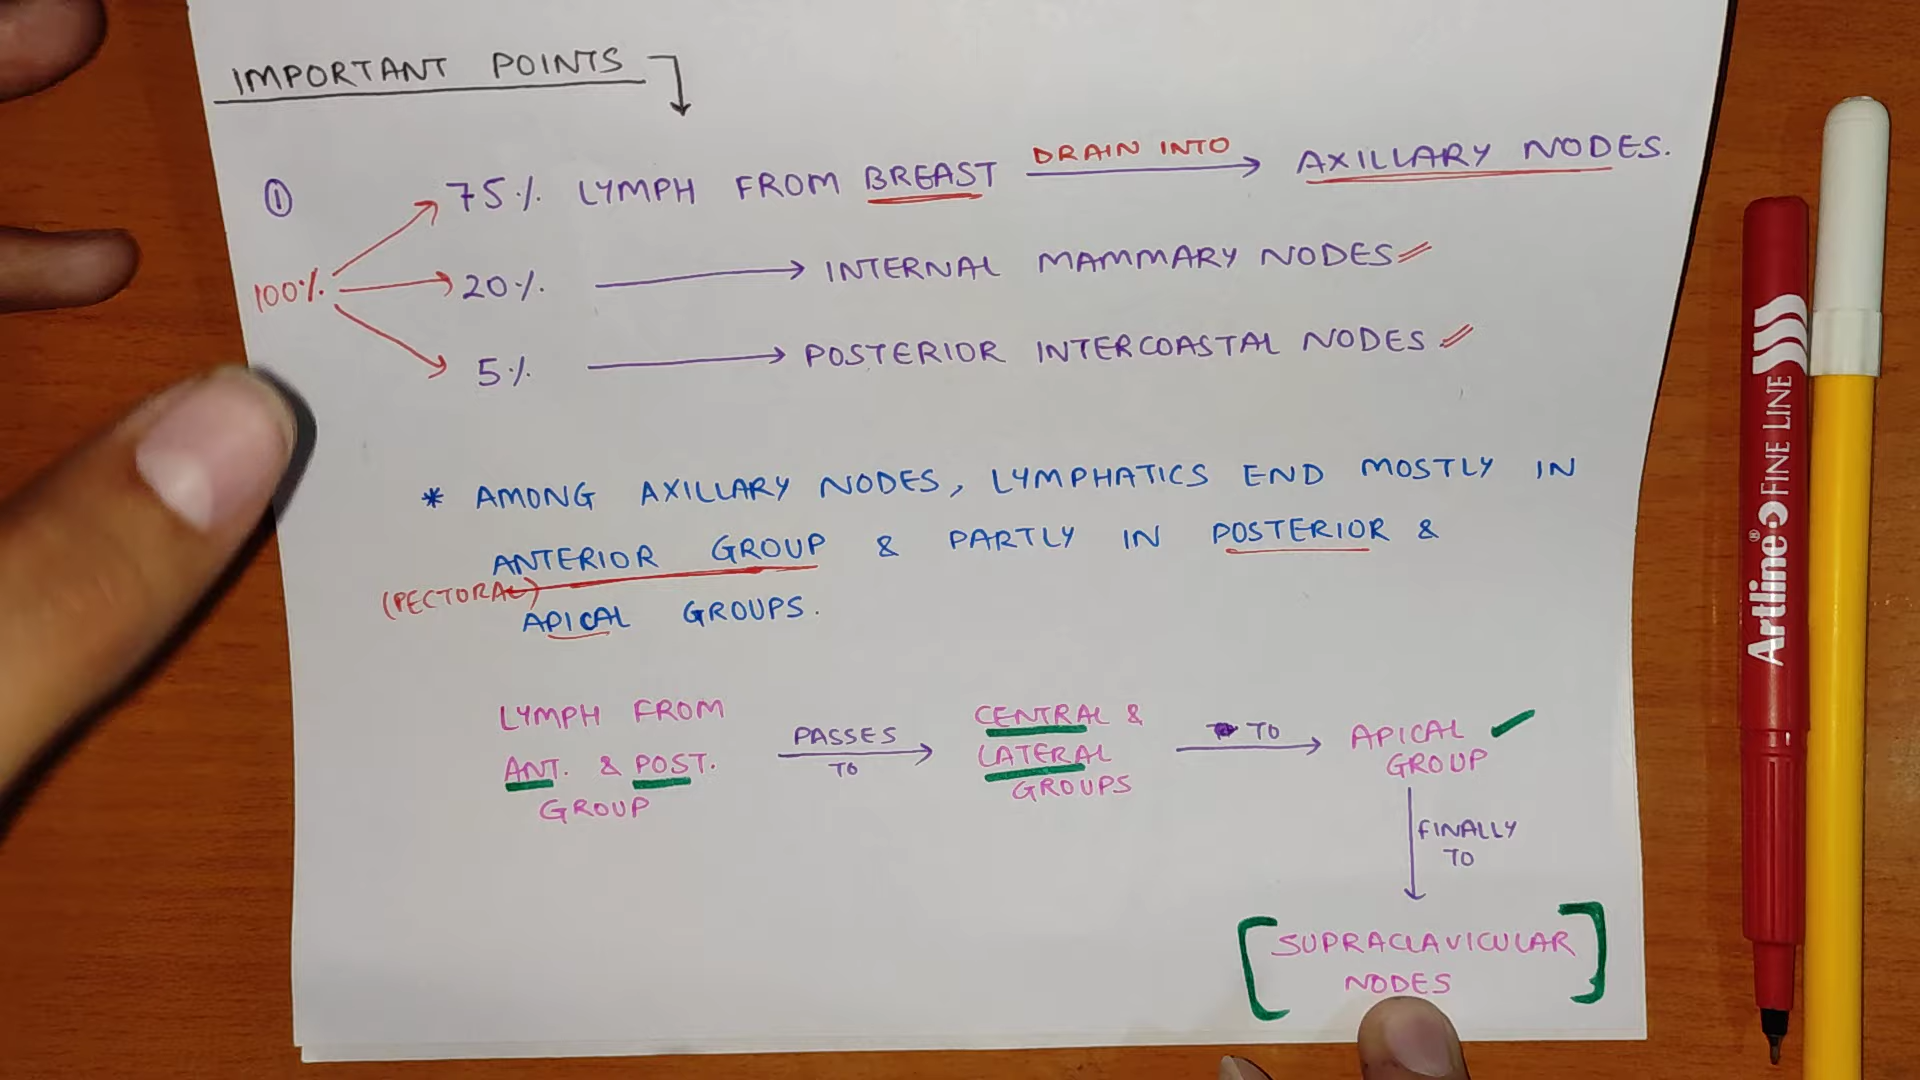 IMPORTANT POINTS
① 75% LYMPH FROM BREAST DRAIN INTO AXILLARY NODES.
100% 20% INTERNAL MAMMARY NODES
5% POSTERIOR INTERCOASTAL NODES
* AMONG AXILLARY NODES, LYMPHATICS END MOSTLY IN
ANTERIOR GROUP & PARTLY IN POSTERIOR &
(PECTORAL)
APICAL GROUPS.
LYMPH FROM
ANT. & POST.
GROUP
PASSES
TO
CENTRAL &
LATERAL
GROUPS
TO
APICAL
GROUP
FINALLY
TO
SUPRACLAVICULAR
NODES
Artline® FINE LINE